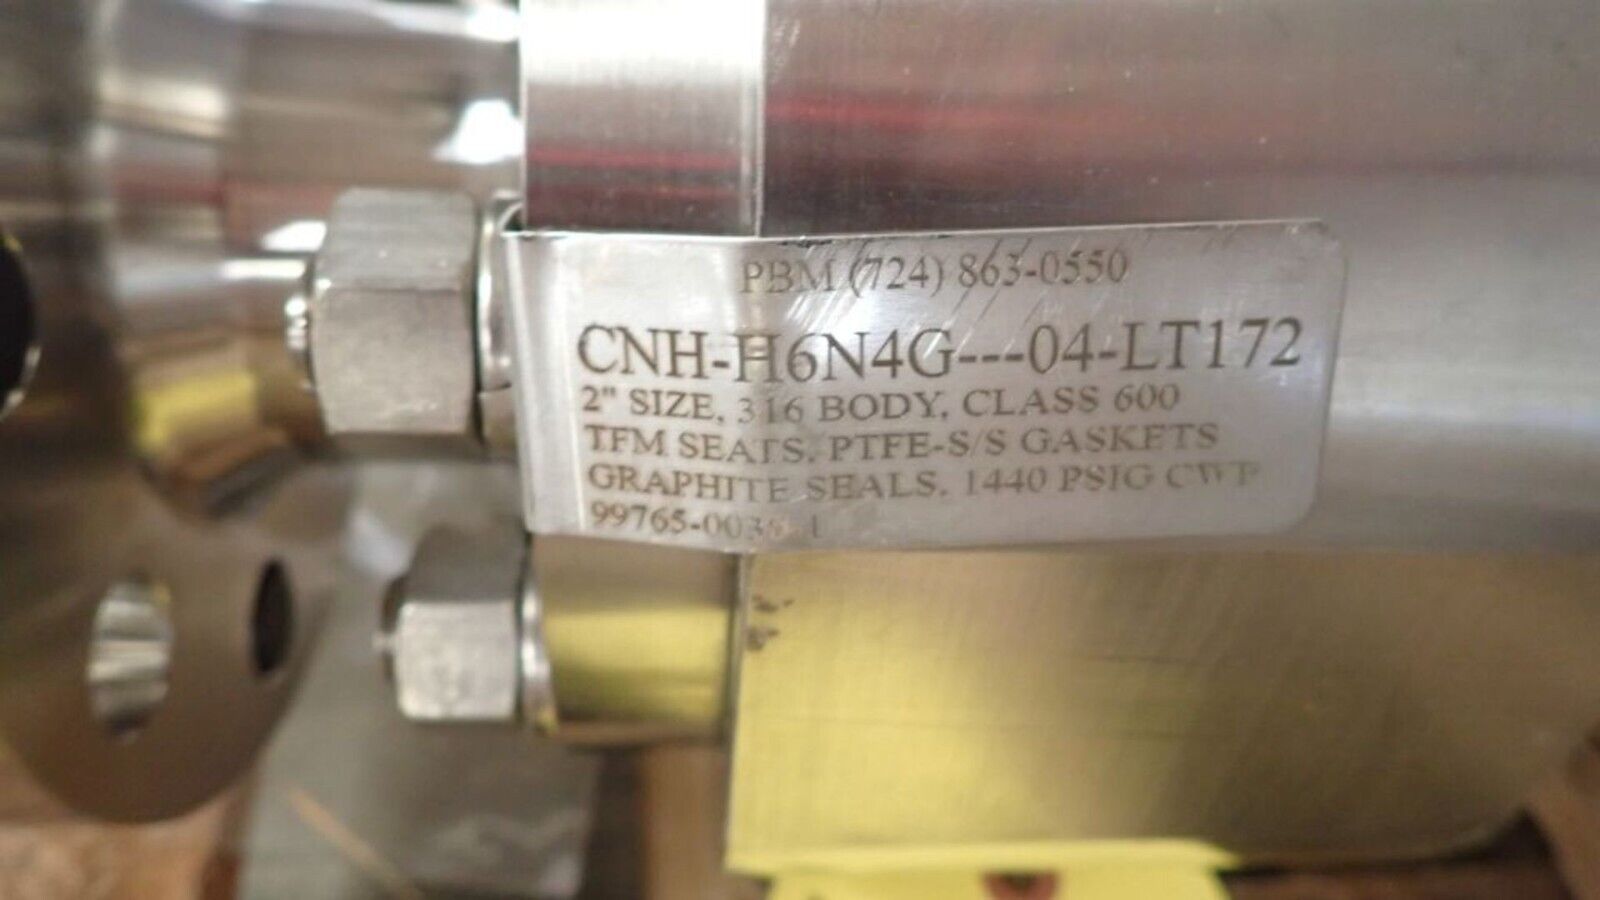 PBM (724) 863-0550
CNH-H6N4G---04-LT172
2" SIZE, 316 BODY, CLASS 600
TFM SEATS, PTFE-S/S GASKETS
GRAPHITE SEALS, 1440 PSIG CWP